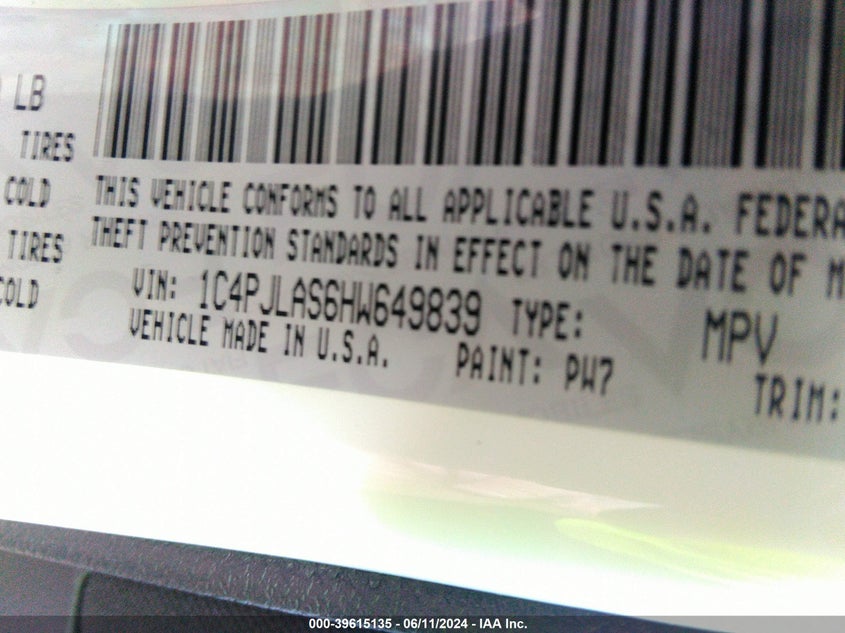 LB
TIRES
COLD
TIRES
COLD
THIS VEHICLE CONFORMS TO ALL APPLICABLE U.S.A. FEDERA
THEFT PREVENTION STANDARDS IN EFFECT ON THE DATE OF M
VIN: 1C4PJLAS6HW649839 TYPE: MPV
VEHICLE MADE IN U.S.A. PAINT: PW7 TRIM:
000-39615135 - 06/11/2024 - IAA Inc.